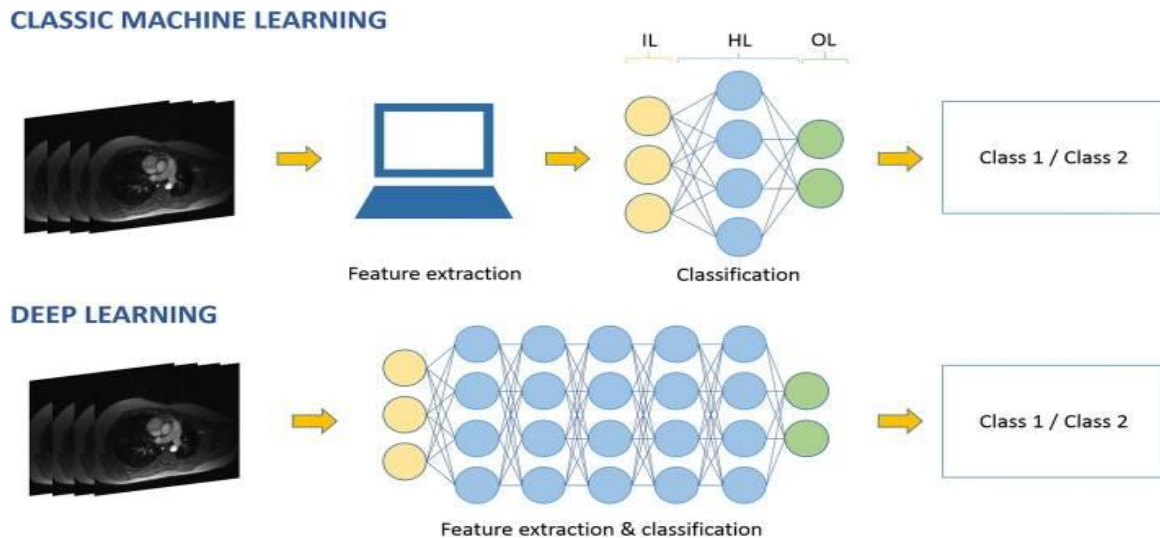 CLASSIC MACHINE LEARNING
IL HL OL
Class 1 / Class 2
Feature extraction
Classification
DEEP LEARNING
Class 1 / Class 2
Feature extraction & classification